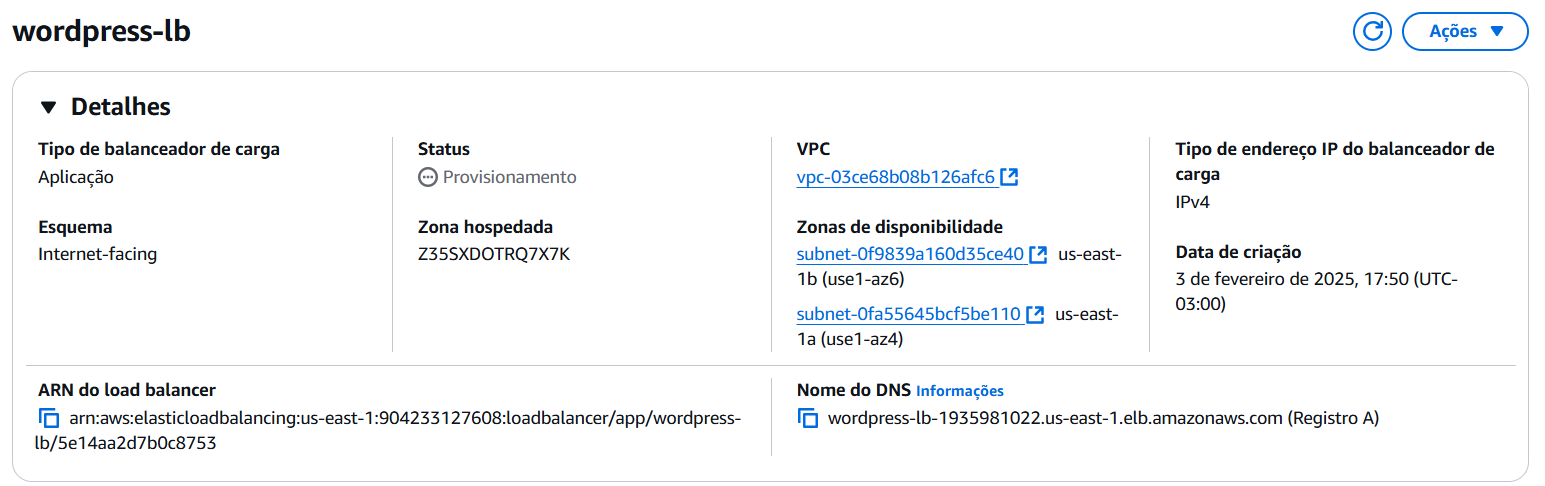 wordpress-lb
Ações
Detalhes
Tipo de balanceador de carga
Aplicação
Esquema
Internet-facing
Status
Provisionamento
Zona hospedada
Z35SXDOTRQ7X7K
VPC
vpc-03ce68b08b126afc6
Zonas de disponibilidade
subnet-0f9839a160d35ce40 us-east-
1b (use1-az6)
subnet-0fa55645bcf5be110 us-east-
1a (use1-az4)
Tipo de endereço IP do balanceador de
carga
IPv4
Data de criação
3 de fevereiro de 2025, 17:50 (UTC-
03:00)
ARN do load balancer
arn:aws:elasticloadbalancing:us-east-1:904233127608:loadbalancer/app/wordpress-
lb/5e14aa2d7b0c8753
Nome do DNS Informações
wordpress-lb-1935981022.us-east-1.elb.amazonaws.com (Registro A)